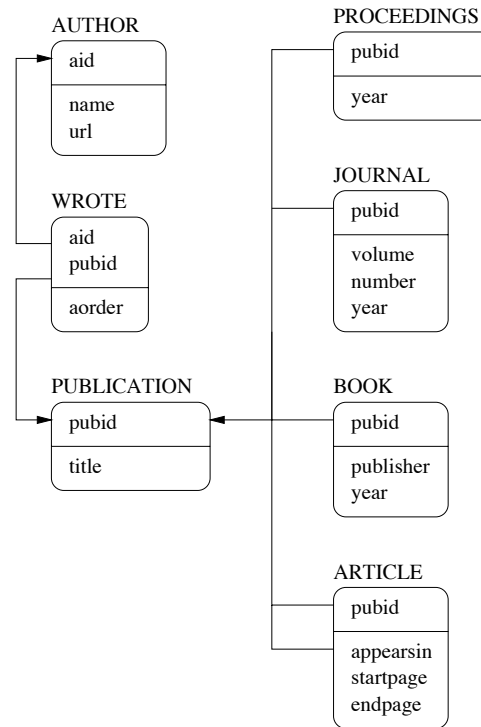 AUTHOR
aid
name
url
WROTE
aid
pubid
aorder
PUBLICATION
pubid
title
PROCEEDINGS
pubid
year
JOURNAL
pubid
volume
number
year
BOOK
pubid
publisher
year
ARTICLE
pubid
appearsin
startpage
endpage